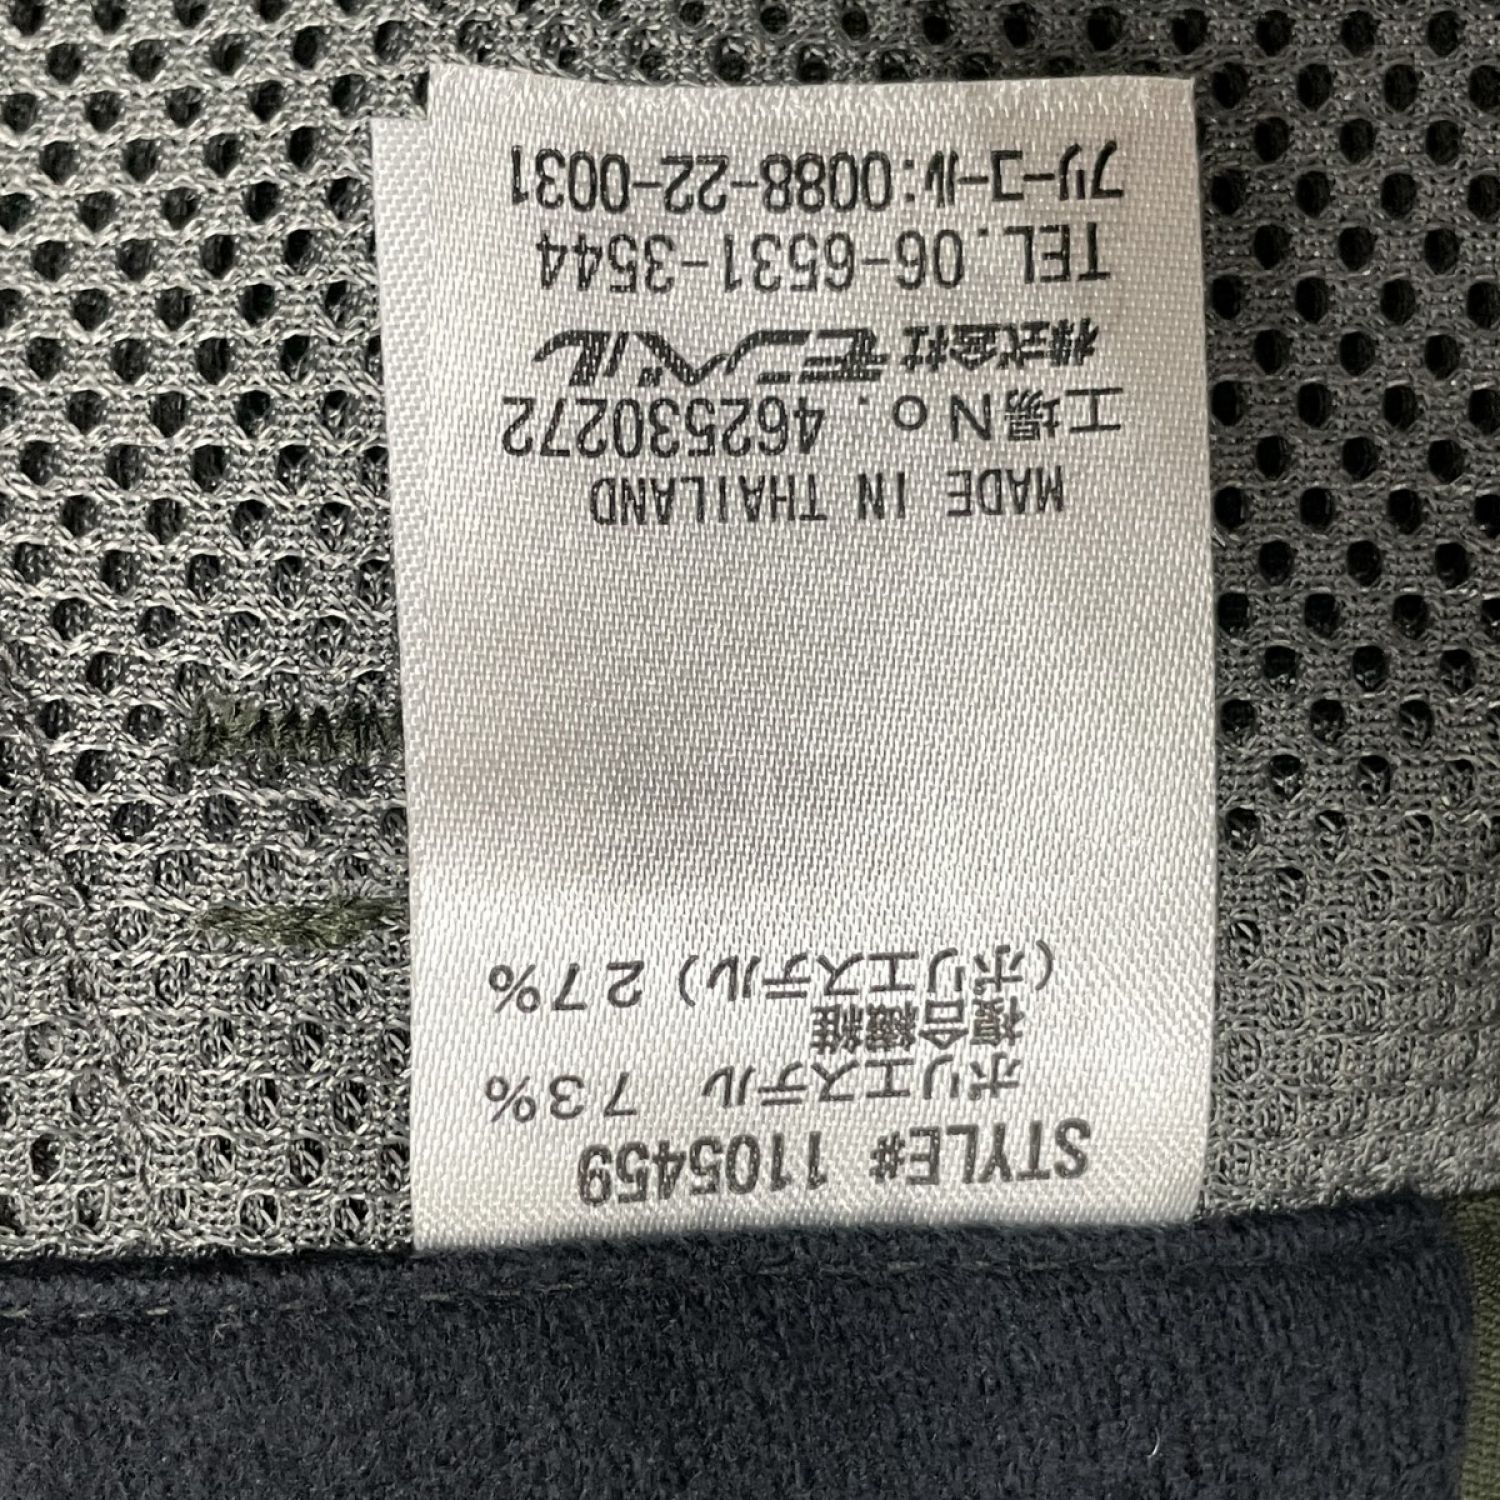 STYLE# 1105459
ポリエステル 73%
複合繊維
(ポリエステル) 27%
MADE IN THAILAND
工場No. 462530272
株式会社モンベル
TEL. 06-6531-3544
フリーコール:0088-22-0031